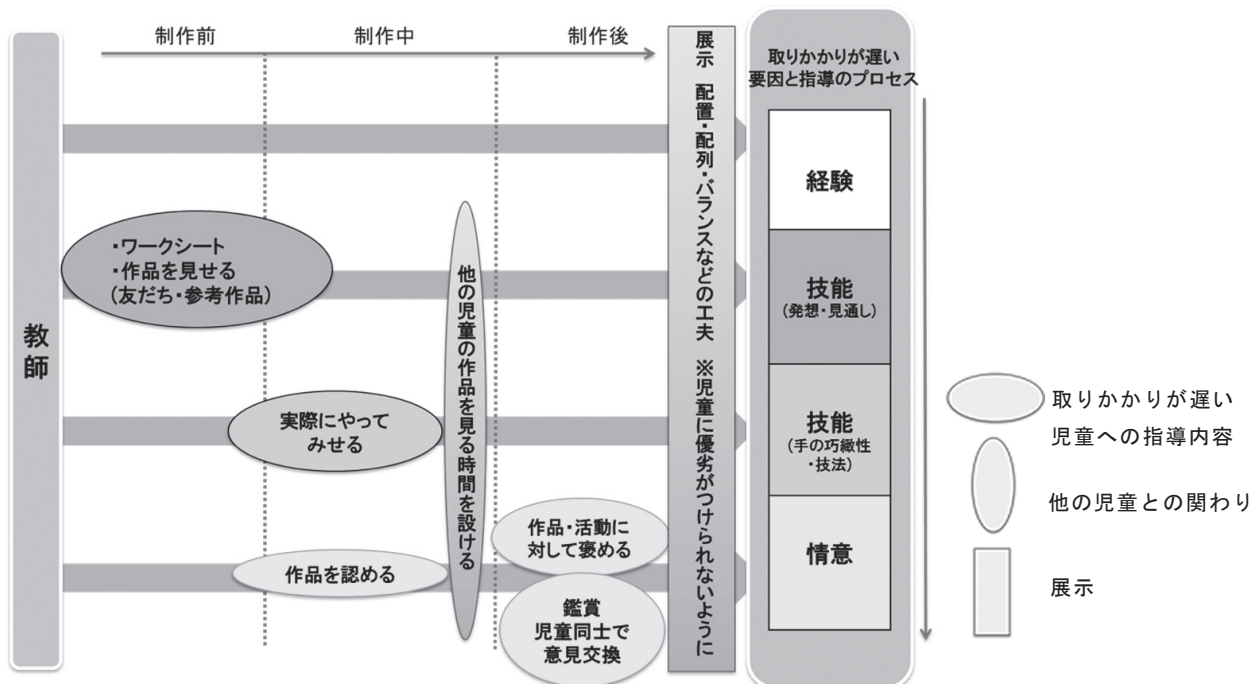 制作前
制作中
制作後
教師
・ワークシート
・作品を見せる
(友だち・参考作品)
実際にやって
みせる
作品を認める
他の児童の作品を見る時間を設ける
作品・活動に
対して褒める
鑑賞
児童同士で
意見交換
展示 配置・配列・バランスなどの工夫 ※児童に優劣がつけられないように
取りかかりが遅い
要因と指導のプロセス
経験
技能
(発想・見通し)
技能
(手の巧緻性
・技法)
情意
取りかかりが遅い
児童への指導内容
他の児童との関わり
展示